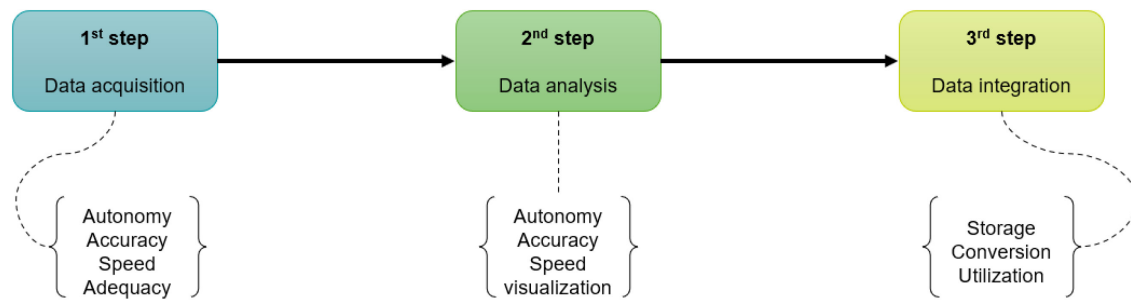 1st step
Data acquisition
2nd step
Data analysis
3rd step
Data integration
Autonomy
Accuracy
Speed
Adequacy
Autonomy
Accuracy
Speed
visualization
Storage
Conversion
Utilization